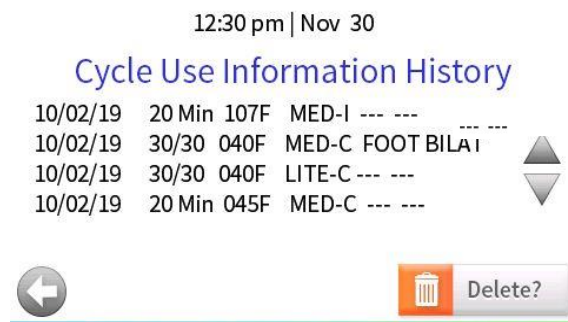 12:30 pm | Nov 30
Cycle Use Information History
10/02/19 20 Min 107F MED-I --- ---
10/02/19 30/30 040F MED-C FOOT BILAT --- ---
10/02/19 30/30 040F LITE-C --- ---
10/02/19 20 Min 045F MED-C --- ---
Delete?